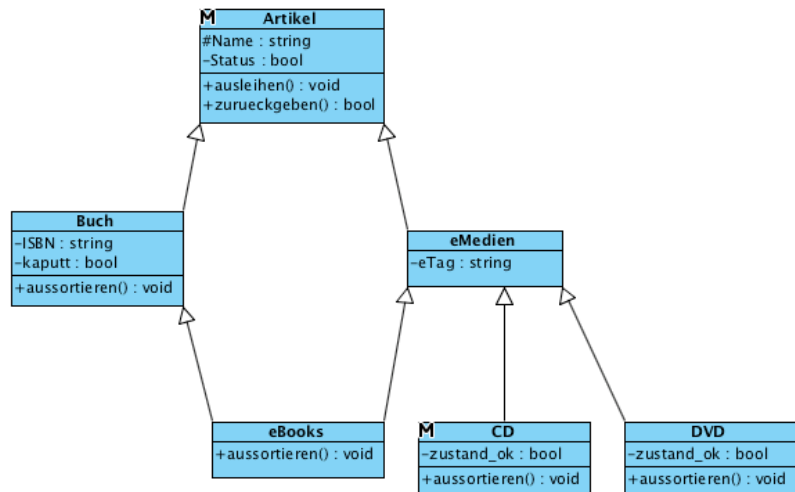 M Artikel
#Name : string
-Status : bool
+ausleihen() : void
+zurueckgeben() : bool
Buch
-ISBN : string
-kaputt : bool
+aussortieren() : void
eMedien
-eTag : string
eBooks
+aussortieren() : void
M CD
-zustand_ok : bool
+aussortieren() : void
DVD
-zustand_ok : bool
+aussortieren() : void